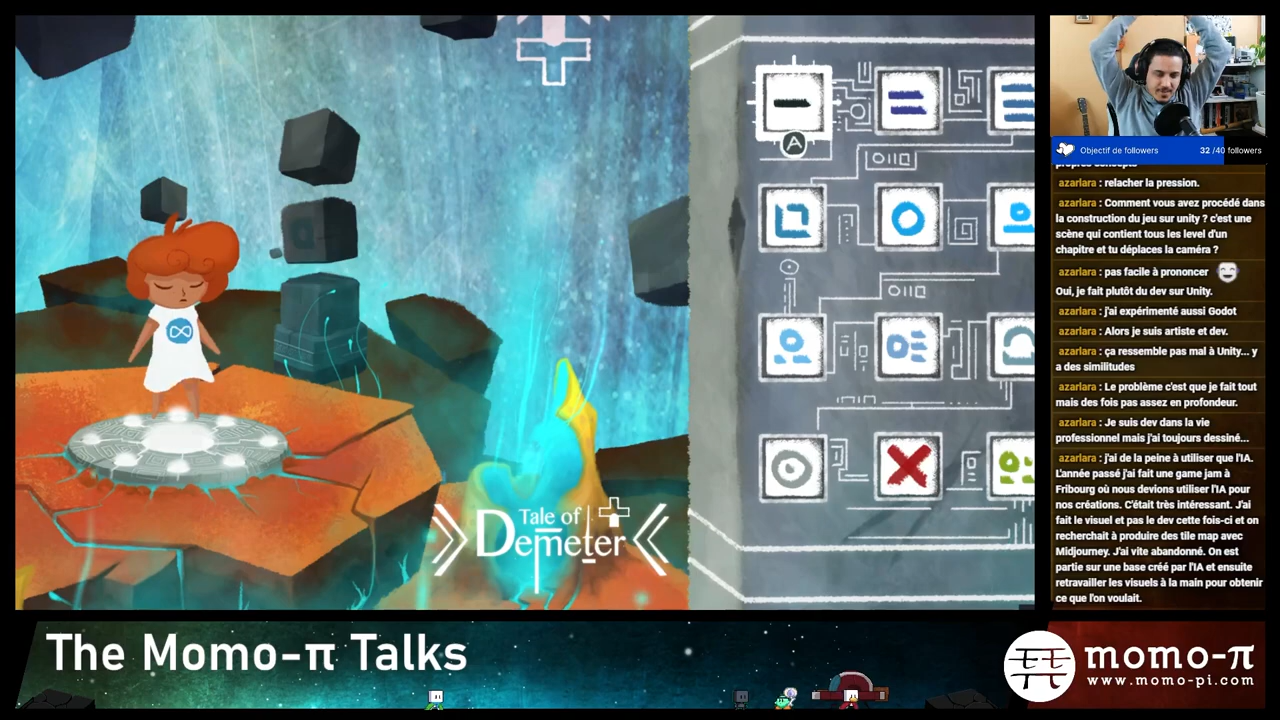 A
Tale of
Demeter
Objectif de followers 32 /40 followers
azarlara : relacher la pression.
azarlara : Comment vous avez procédé dans
la construction du jeu sur unity ? c'est une
scène qui contient tous les level d'un
chapitre et tu déplaces la caméra ?
azarlara : pas facile à prononcer
Oui, je fait plutôt du dev sur Unity.
azarlara : j'ai expérimenté aussi Godot
azarlara : Alors je suis artiste et dev.
azarlara : ça ressemble pas mal à Unity... y
a des similitudes
azarlara : Le problème c'est que je fait tout
mais des fois pas assez en profondeur.
azarlara : Je suis dev dans la vie
professionnel mais j'ai toujours dessiné...
azarlara : j'ai de la peine à utiliser que l'IA.
L'année passé j'ai fait une game jam à
Fribourg où nous devions utiliser l'IA pour
nos créations. C'était très intéressant. J'ai
fait le visuel et pas le dev cette fois-ci et on
recherchait à produire des tile map avec
Midjourney. J'ai vite abandonné. On est
partie sur une base créé par l'IA et ensuite
retravailler les visuels à la main pour obtenir
ce que l'on voulait.
The Momo-π Talks
momo-π
www.momo-pi.com